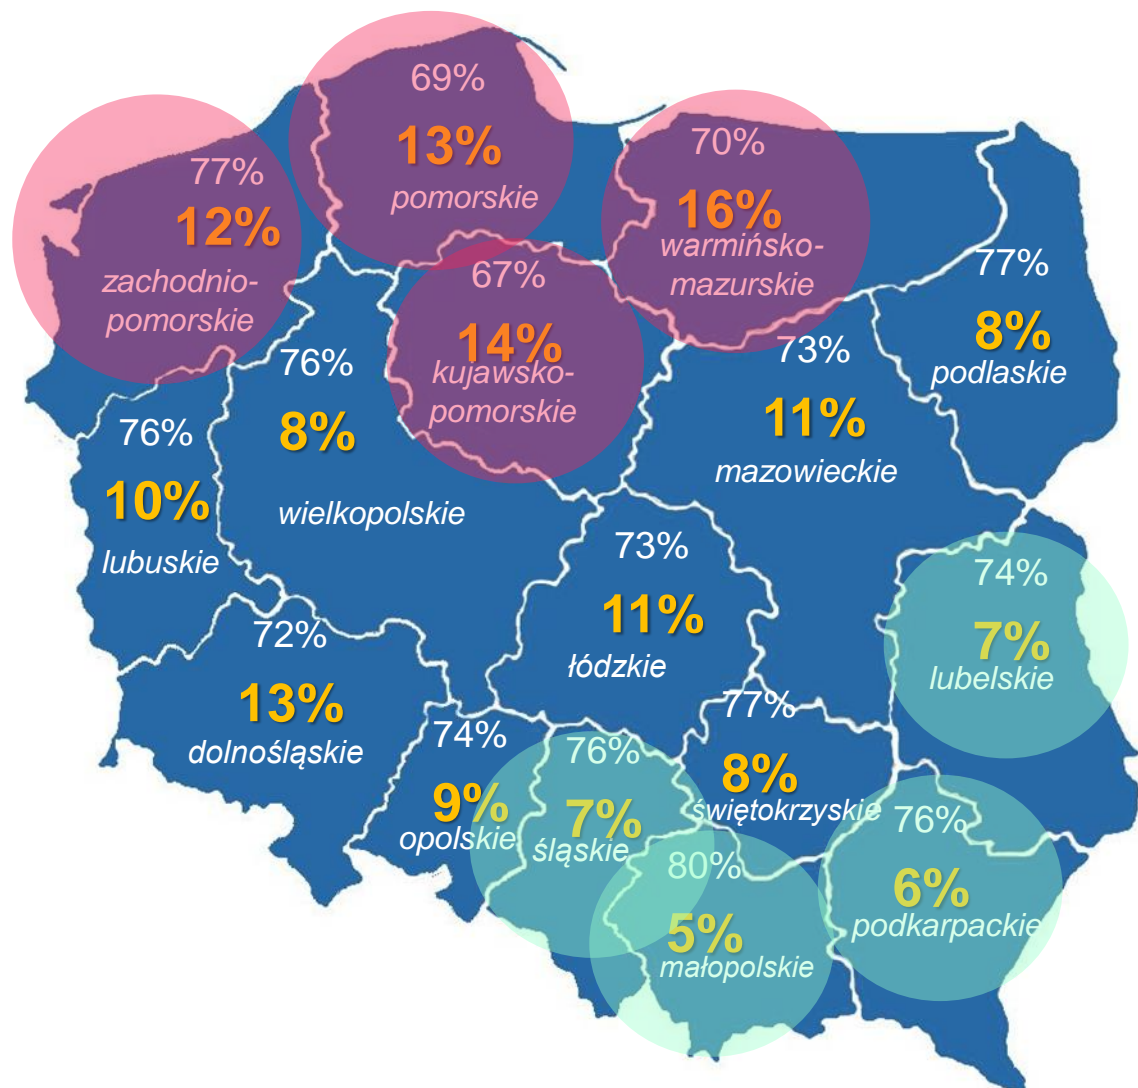 69%
13%
pomorskie
77%
12%
zachodnio-
pomorskie
70%
16%
warmińsko-
mazurskie
67%
14%
kujawsko-
pomorskie
77%
8%
podlaskie
76%
8%
wielkopolskie
73%
11%
mazowieckie
76%
10%
lubuskie
73%
11%
łódzkie
74%
7%
lubelskie
72%
13%
dolnośląskie
74%
9%
opolskie
76%
7%
śląskie
77%
8%
świętokrzyskie
80%
5%
małopolskie
76%
6%
podkarpackie